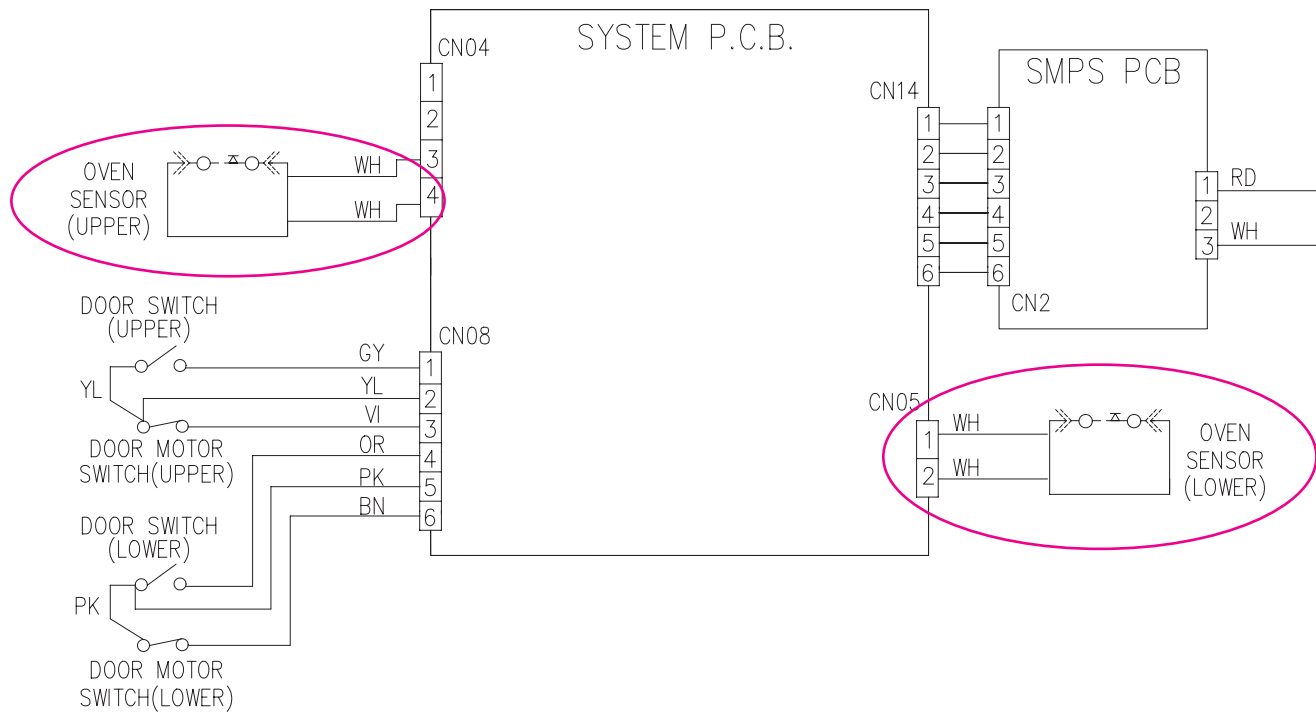 SYSTEM P.C.B.
CN04
1
2
3
4
WH
WH
OVEN
SENSOR
(UPPER)
DOOR SWITCH
(UPPER)
CN08
1
2
3
4
5
6
GY
YL
VI
OR
PK
BN
YL
DOOR MOTOR
SWITCH(UPPER)
DOOR SWITCH
(LOWER)
PK
DOOR MOTOR
SWITCH(LOWER)
CN14
1
2
3
4
5
6
SMPS PCB
1
2
3
4
5
6
CN2
1
2
3
RD
WH
CN05
1
2
WH
WH
OVEN
SENSOR
(LOWER)